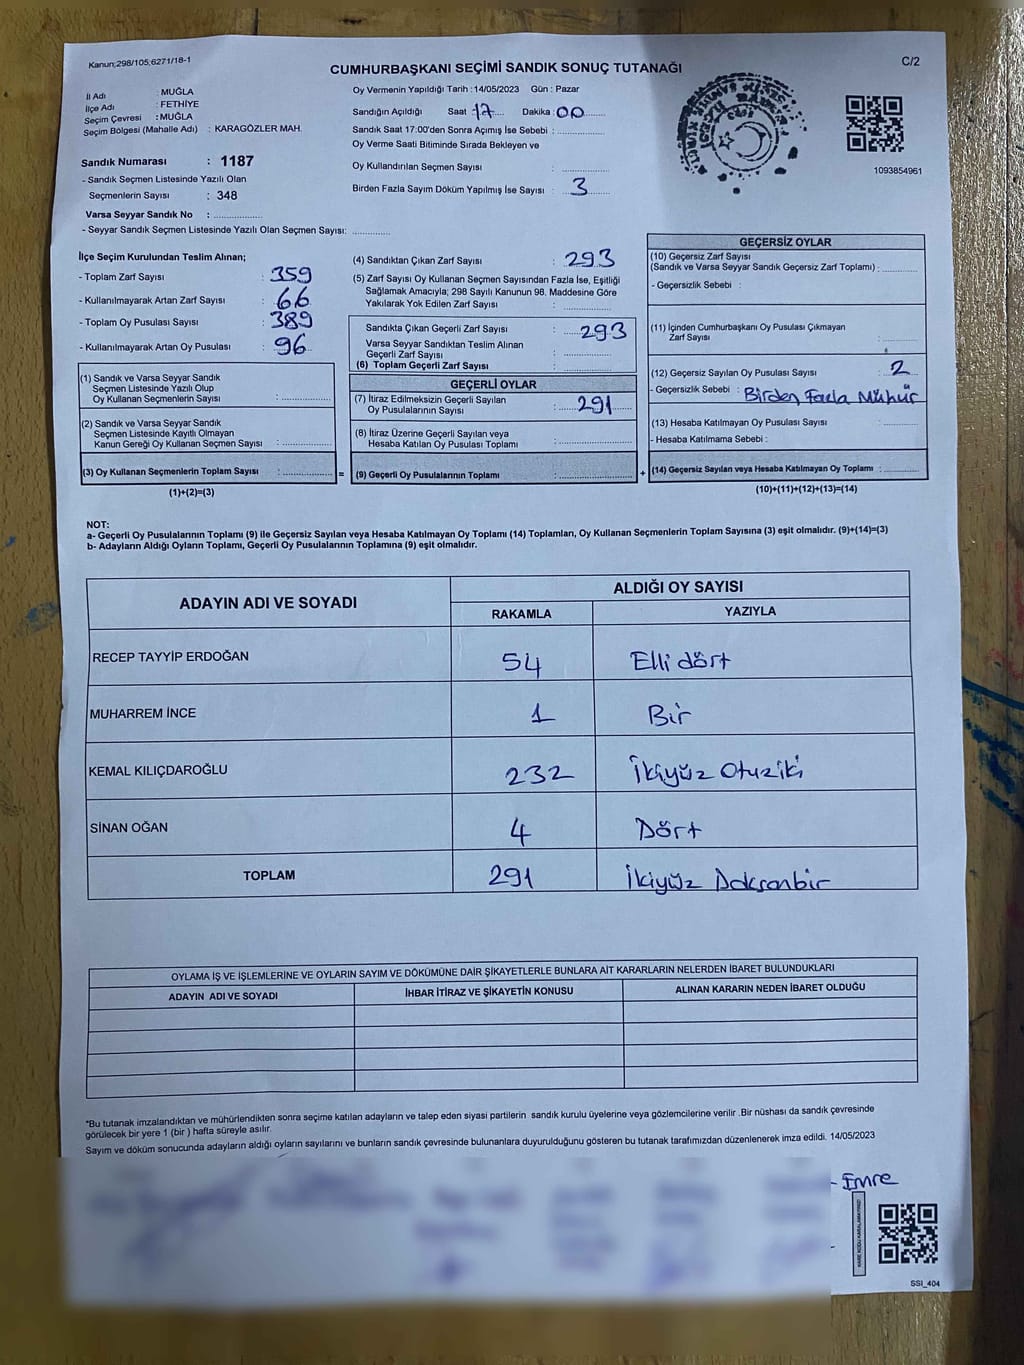 Kanun;298/105;6271/18-1
C/2
CUMHURBAŞKANI SEÇİMİ SANDIK SONUÇ TUTANAĞI
İl Adı : MUĞLA
İlçe Adı : FETHİYE
Seçim Çevresi : MUĞLA
Seçim Bölgesi (Mahalle Adı) : KARAGÖZLER MAH.
Sandık Numarası : 1187
- Sandık Seçmen Listesinde Yazılı Olan
Seçmenlerin Sayısı : 348
Varsa Seyyar Sandık No : ....................
- Seyyar Sandık Seçmen Listesinde Yazılı Olan Seçmen Sayısı: ............
Oy Vermenin Yapıldığı Tarih :14/05/2023 Gün : Pazar
Sandığın Açıldığı Saat 17 Dakika :00
Sandık Saat 17:00'den Sonra Açımış İse Sebebi : ..............
Oy Verme Saati Bitiminde Sırada Bekleyen ve
Oy Kullandırılan Seçmen Sayısı : ..............
Birden Fazla Sayım Döküm Yapılmış İse Sayısı : 3
1093854961
İlçe Seçim Kurulundan Teslim Alınan;
- Toplam Zarf Sayısı : 359
- Kullanılmayarak Artan Zarf Sayısı : 66
- Toplam Oy Pusulası Sayısı : 389
- Kullanılmayarak Artan Oy Pusulası : 96
(1) Sandık ve Varsa Seyyar Sandık
Seçmen Listesinde Yazılı Olup
Oy Kullanan Seçmenlerin Sayısı : ..............
(2) Sandık ve Varsa Seyyar Sandık
Seçmen Listesinde Kayıtlı Olmayan
Kanun Gereği Oy Kullanan Seçmen Sayısı : ..............
(3) Oy Kullanan Seçmenlerin Toplam Sayısı : .............. =
(1)+(2)=(3)
(4) Sandıktan Çıkan Zarf Sayısı : 293
(5) Zarf Sayısı Oy Kullanan Seçmen Sayısından Fazla İse, Eşitliği
Sağlamak Amacıyla; 298 Sayılı Kanunun 98. Maddesine Göre
Yakılarak Yok Edilen Zarf Sayısı : ..............
Sandıkta Çıkan Geçerli Zarf Sayısı : 293
Varsa Seyyar Sandıktan Teslim Alınan
Geçerli Zarf Sayısı : ..............
(6) Toplam Geçerli Zarf Sayısı : ..............
GEÇERLİ OYLAR
(7) İtiraz Edilmeksizin Geçerli Sayılan
Oy Pusulalarının Sayısı : 291
(8) İtiraz Üzerine Geçerli Sayılan veya
Hesaba Katılan Oy Pusulası Toplamı : ..............
(9) Geçerli Oy Pusulalarının Toplamı : .............. +
GEÇERSİZ OYLAR
(10) Geçersiz Zarf Sayısı
(Sandık ve Varsa Seyyar Sandık Geçersiz Zarf Toplamı) : ............
- Geçersizlik Sebebi :
(11) İçinden Cumhurbaşkanı Oy Pusulası Çıkmayan
Zarf Sayısı : ............
(12) Geçersiz Sayılan Oy Pusulası Sayısı : 2
- Geçersizlik Sebebi : Birden Fazla Mühür
(13) Hesaba Katılmayan Oy Pusulası Sayısı : ............
- Hesaba Katılmama Sebebi :
(14) Geçersiz Sayılan veya Hesaba Katılmayan Oy Toplamı : ............
(10)+(11)+(12)+(13)=(14)
NOT:
a- Geçerli Oy Pusulalarının Toplamı (9) ile Geçersiz Sayılan veya Hesaba Katılmayan Oy Toplamı (14) Toplamları, Oy Kullanan Seçmenlerin Toplam Sayısına (3) eşit olmalıdır. (9)+(14)=(3)
b- Adayların Aldığı Oyların Toplamı, Geçerli Oy Pusulalarının Toplamına (9) eşit olmalıdır.
ADAYIN ADI VE SOYADI
ALDIĞI OY SAYISI
RAKAMLA YAZIYLA
RECEP TAYYİP ERDOĞAN 54 Elli dört
MUHARREM İNCE 1 Bir
KEMAL KILIÇDAROĞLU 232 İkiyüz Otuziki
SİNAN OĞAN 4 Dört
TOPLAM 291 İkiyüz Doksanbir
OYLAMA İŞ VE İŞLEMLERİNE VE OYLARIN SAYIM VE DÖKÜMÜNE DAİR ŞİKAYETLERLE BUNLARA AİT KARARLARIN NELERDEN İBARET BULUNDUKLARI
ADAYIN ADI VE SOYADI İHBAR İTİRAZ VE ŞİKAYETİN KONUSU ALINAN KARARIN NEDEN İBARET OLDUĞU
*Bu tutanak imzalandıktan ve mühürlendikten sonra seçime katılan adayların ve talep eden siyasi partilerin sandık kurulu üyelerine veya gözlemcilerine verilir .Bir nüshası da sandık çevresinde
görülecek bir yere 1 (bir ) hafta süreyle asılır.
Sayım ve döküm sonucunda adayların aldığı oyların sayılarını ve bunların sandık çevresinde bulunanlara duyurulduğunu gösteren bu tutanak tarafımızdan düzenlenerek imza edildi. 14/05/2023
- Emre
KARE KODU KARALAMAYINIZ!
SSI_404